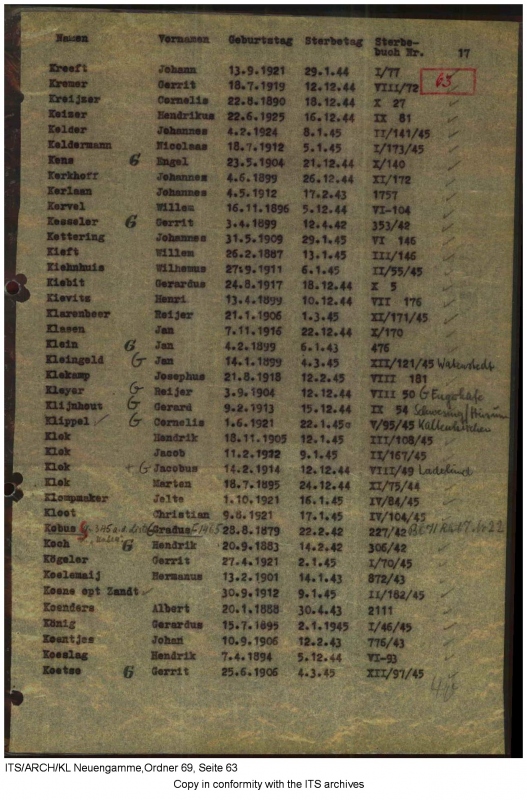 Namen Vornamen Geburtstag Sterbetag Sterbe-
buch Nr. 17
Kreeft Johann 13.9.1921 29.1.44 I/77
63
Kremer Gerrit 18.7.1919 12.12.44 VIII/72
Kreijzer Cornelis 22.8.1890 18.12.44 X 27
Keizer Hendrikus 22.6.1925 16.12.44 IX 81
Kelder Johannes 4.2.1924 8.1.45 II/141/45
Keldermann Nicolaas 18.7.1912 5.1.45 I/173/45
Kens G Engel 23.5.1904 21.12.44 X/140
Kerkhoff Johannes 4.6.1899 26.12.44 XI/172
Kerlaan Johannes 4.5.1912 17.2.43 1757
Kervel Willem 16.11.1896 5.12.44 VI-104
Kesseler G Gerrit 3.4.1899 12.4.42 353/42
Kettering Johannes 31.5.1909 29.1.45 VI 146
Kieft Willem 26.2.1887 13.1.45 III/146
Kiehnhuis Wilhemus 27.9.1911 6.1.45 II/55/45
Kiebit Gerardus 24.8.1917 18.12.44 X 5
Kievits Henri 13.4.1899 10.12.44 VII 176
Klarenbeer Reijer 21.1.1906 1.3.45 XI/171/45
Klasen Jan 7.11.1916 22.12.44 X/170
Klein G Jan 4.2.1899 6.1.43 476
Kleingeld G Jan 14.1.1899 4.3.45 XII/121/45 Watenstedt
Klekamp Josephus 21.8.1918 12.2.45 VIII 181
Kleyer G Reijer 3.9.1904 12.12.44 VIII 50 G Engerhafe
Klijnhout G Gerard 9.2.1913 15.12.44 IX 54 Schwesing/Husum
Klippel G Cornelis 1.6.1921 22.1.45 V/95/45 Kaltenkirchen
Klok Hendrik 18.11.1905 12.1.45 III/108/45
Klok Jacob 11.2.1922 9.1.45 II/167/45
Klok + G Jacobus 14.2.1914 12.12.44 VIII/49 Ladelund
Klok Marten 18.7.1895 24.12.44 XI/75/44
Klompmaker Jelte 1.10.1921 16.1.45 IV/84/45
Kloot Christian 9.8.1921 17.1.45 IV/104/45
Kobus Gradus 28.8.1879 22.2.42 227/42
Koch G Hendrik 20.9.1883 14.2.42 306/42
Kögeler Gerrit 27.4.1921 2.1.45 I/70/45
Koelemaij Hermanus 13.2.1901 14.1.43 872/43
Koene opt Zandt 30.9.1912 9.1.45 II/182/45
Koenders Albert 20.1.1888 30.4.43 2111
König Gerardus 15.7.1895 2.1.1945 I/46/45
Koentjes Johan 10.9.1906 12.2.43 776/43
Koeslag Hendrik 7.4.1894 5.12.44 VI-93
Koetse G Gerrit 25.6.1906 4.3.45 XII/97/45
ITS/ARCH/KL Neuengamme,Ordner 69, Seite 63
Copy in conformity with the ITS archives